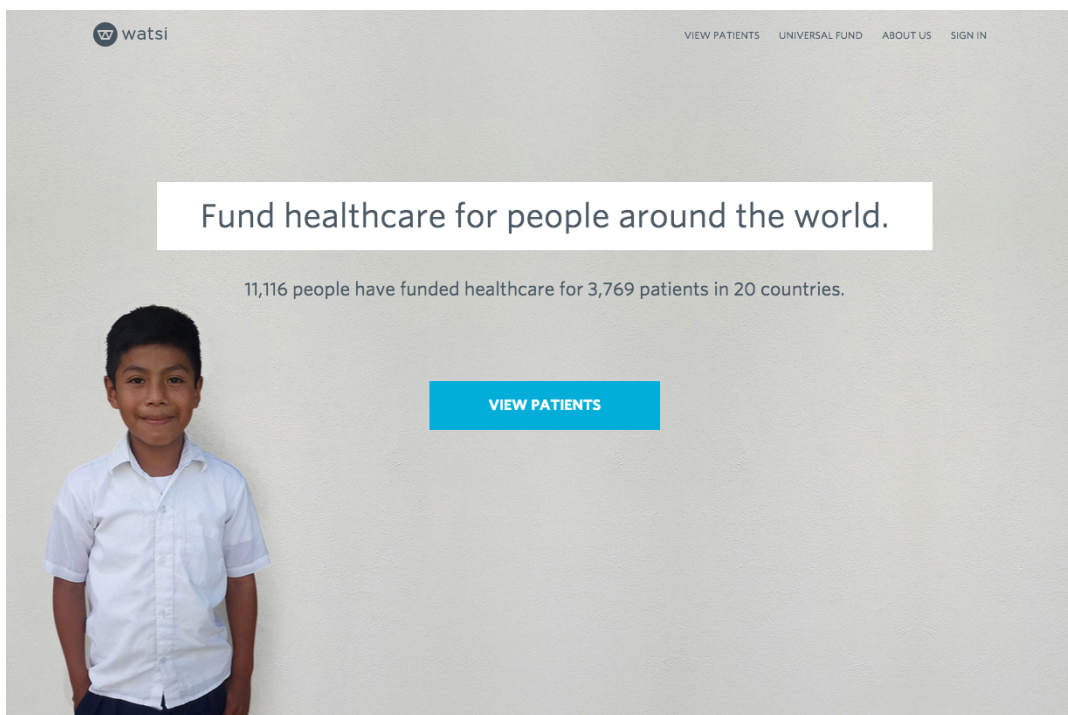 watsi
VIEW PATIENTS UNIVERSAL FUND ABOUT US SIGN IN
Fund healthcare for people around the world.
11,116 people have funded healthcare for 3,769 patients in 20 countries.
VIEW PATIENTS